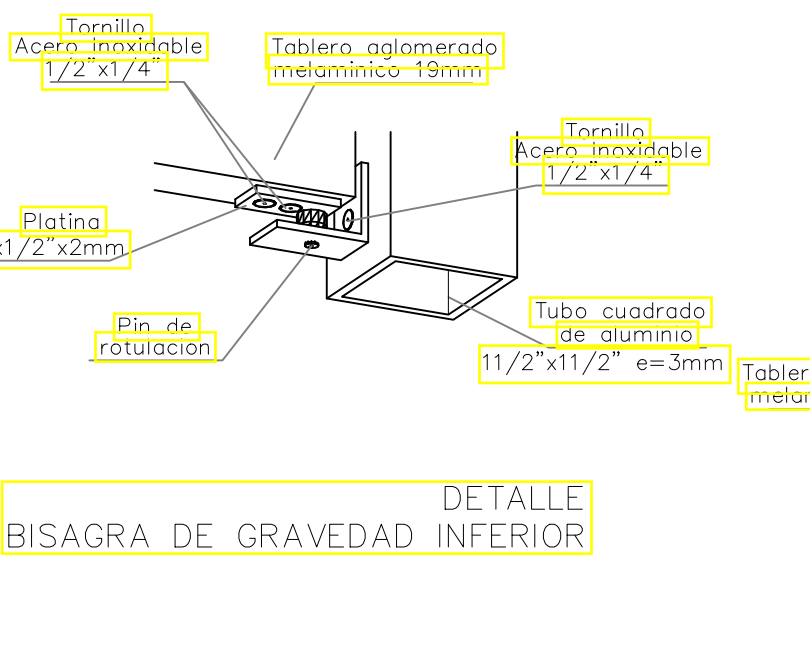 Tornillo
Acero Inoxidable
1/2"x1/4"
Tablero aglomerado
melaminico 19mm
Tornillo
Acero Inoxidable
1/2"x1/4"
Platina
x1/2"x2mm
Pin de
rotulación
Tubo cuadrado
de aluminio
11/2"x11/2" e=3mm
DETALLE
BISAGRA DE GRAVEDAD INFERIOR